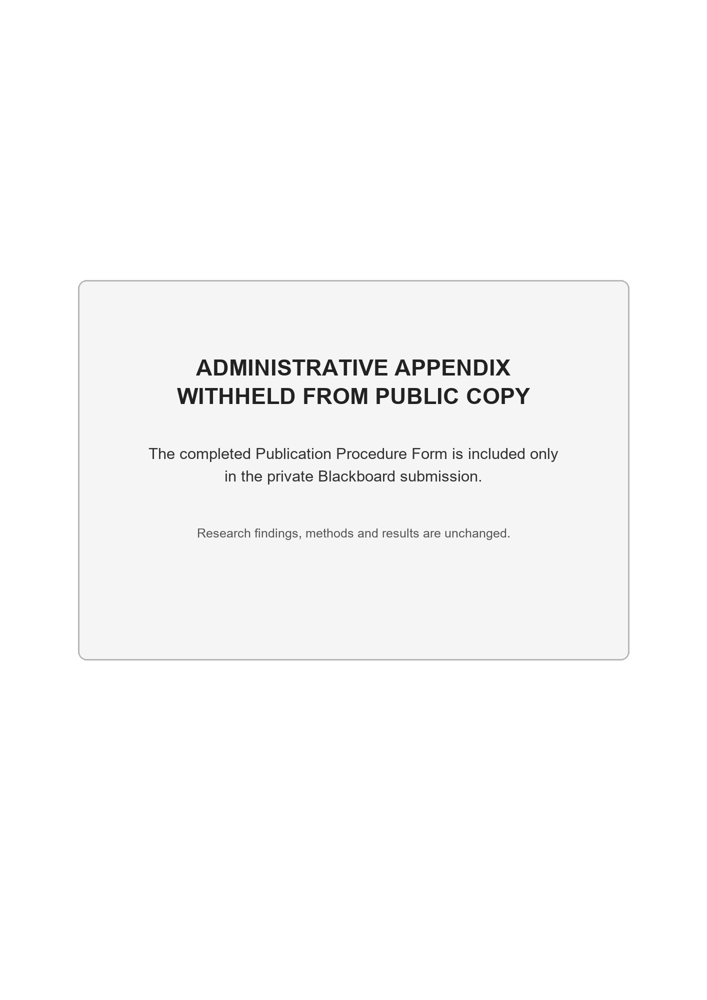 ADMINISTRATIVE APPENDIX
WITHHELD FROM PUBLIC COPY
The completed Publication Procedure Form is included only
in the private Blackboard submission.
Research findings, methods and results are unchanged.